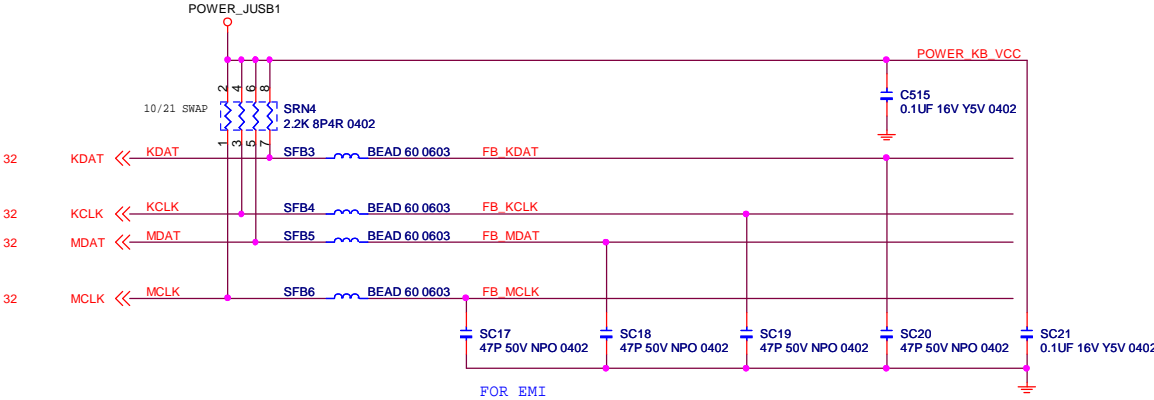 POWER_JUSB1
POWER_KB_VCC
2 4 6 8
C515
0.1UF 16V Y5V 0402
10/21 SWAP
SRN4
2.2K 8P4R 0402
1 3 5 7
32 KDAT KDAT SFB3 BEAD 60 0603 FB_KDAT
32 KCLK KCLK SFB4 BEAD 60 0603 FB_KCLK
32 MDAT MDAT SFB5 BEAD 60 0603 FB_MDAT
32 MCLK MCLK SFB6 BEAD 60 0603 FB_MCLK
SC17
47P 50V NPO 0402
SC18
47P 50V NPO 0402
SC19
47P 50V NPO 0402
SC20
47P 50V NPO 0402
SC21
0.1UF 16V Y5V 0402
FOR EMI